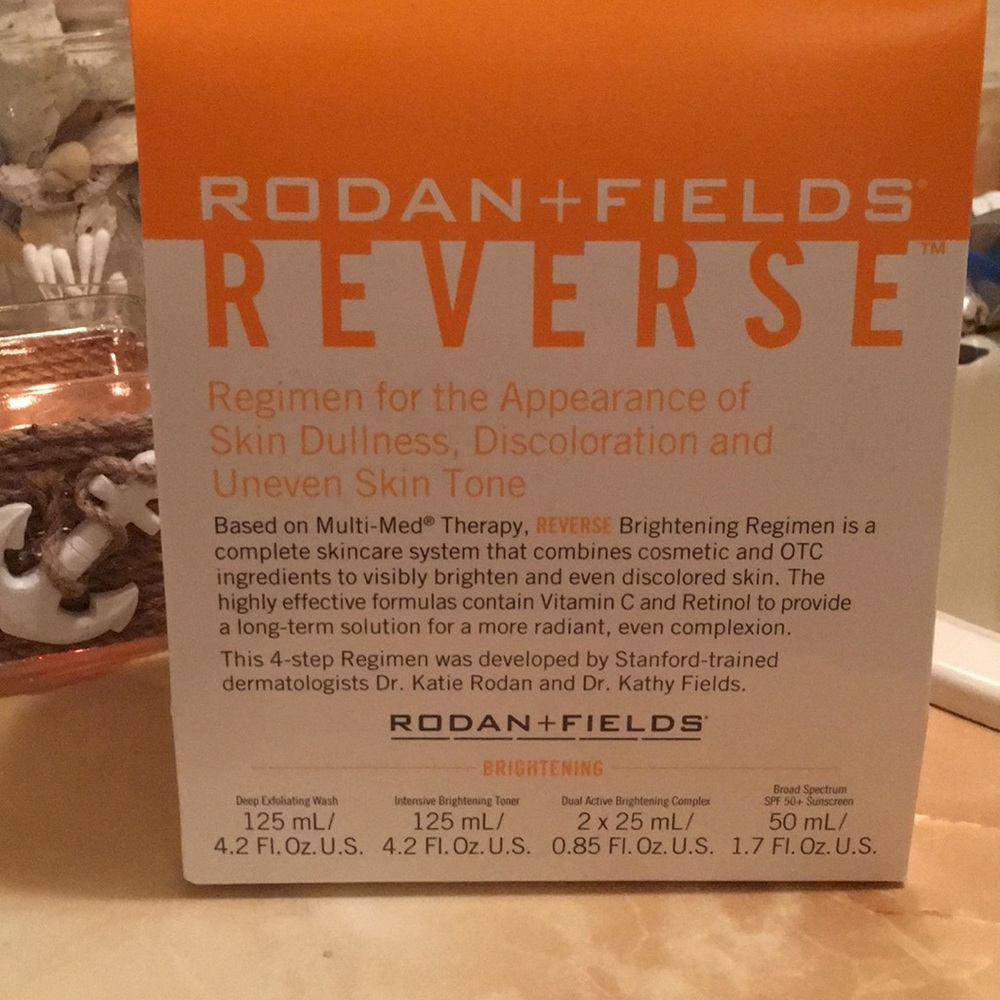 RODAN+FIELDS®
REVERSE™
Regimen for the Appearance of
Skin Dullness, Discoloration and
Uneven Skin Tone
Based on Multi-Med® Therapy, REVERSE Brightening Regimen is a
complete skincare system that combines cosmetic and OTC
ingredients to visibly brighten and even discolored skin. The
highly effective formulas contain Vitamin C and Retinol to provide
a long-term solution for a more radiant, even complexion.
This 4-step Regimen was developed by Stanford-trained
dermatologists Dr. Katie Rodan and Dr. Kathy Fields.
RODAN+FIELDS®
BRIGHTENING
Deep Exfoliating Wash
125 mL/
4.2 Fl. Oz. U.S.
Intensive Brightening Toner
125 mL/
4.2 Fl. Oz. U.S.
Dual Active Brightening Complex
2 x 25 mL/
0.85 Fl. Oz. U.S.
Broad Spectrum
SPF 50+ Sunscreen
50 mL/
1.7 Fl. Oz. U.S.